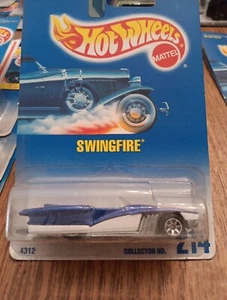 Hot Wheels
MATTEL
SWINGFIRE®
4312
COLLECTOR NO. 214